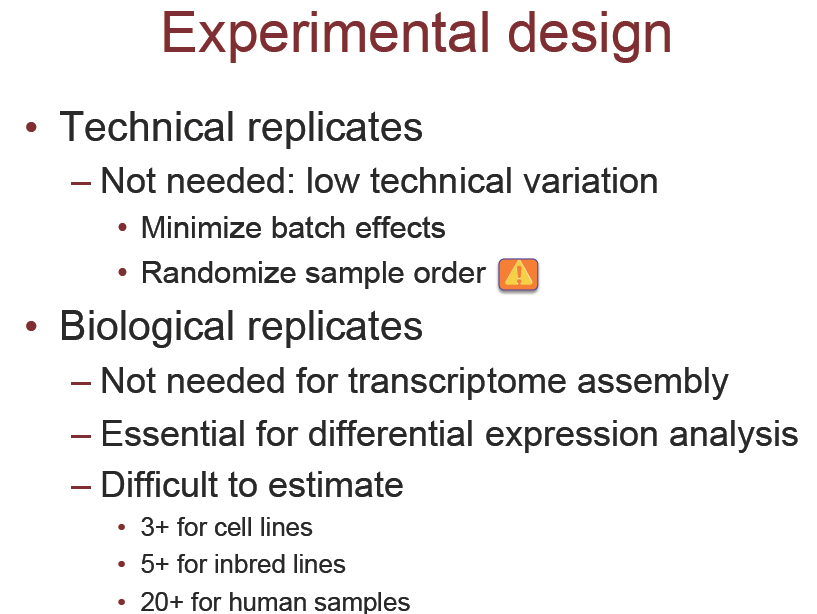 Experimental design
• Technical replicates
– Not needed: low technical variation
• Minimize batch effects
• Randomize sample order
• Biological replicates
– Not needed for transcriptome assembly
– Essential for differential expression analysis
– Difficult to estimate
• 3+ for cell lines
• 5+ for inbred lines
• 20+ for human samples